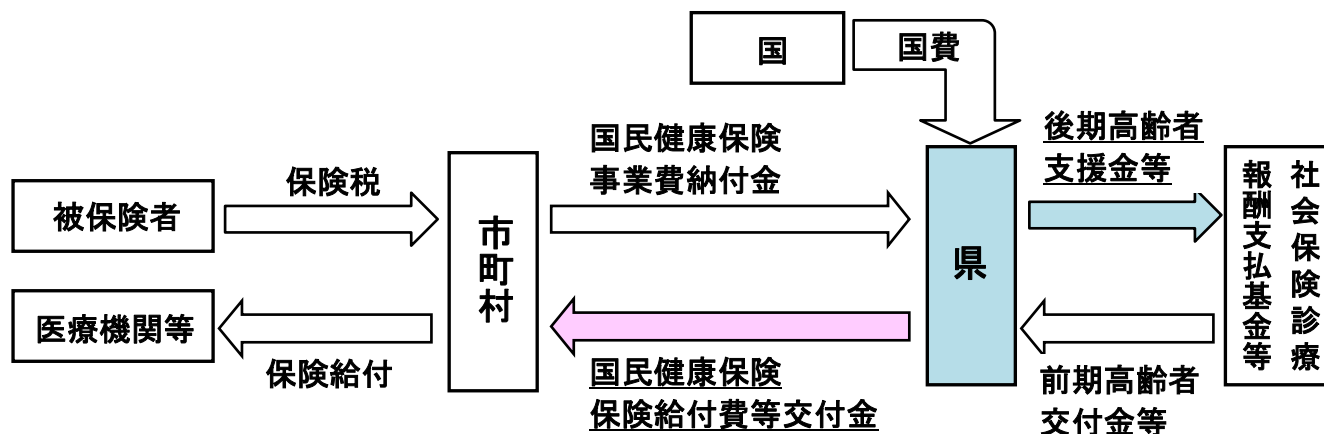 国
国費
国民健康保険
事業費納付金
後期高齢者
支援金等
保険税
被保険者
市町村
県
社会保険診療
報酬支払基金等
医療機関等
保険給付
国民健康保険
保険給付費等交付金
前期高齢者
交付金等